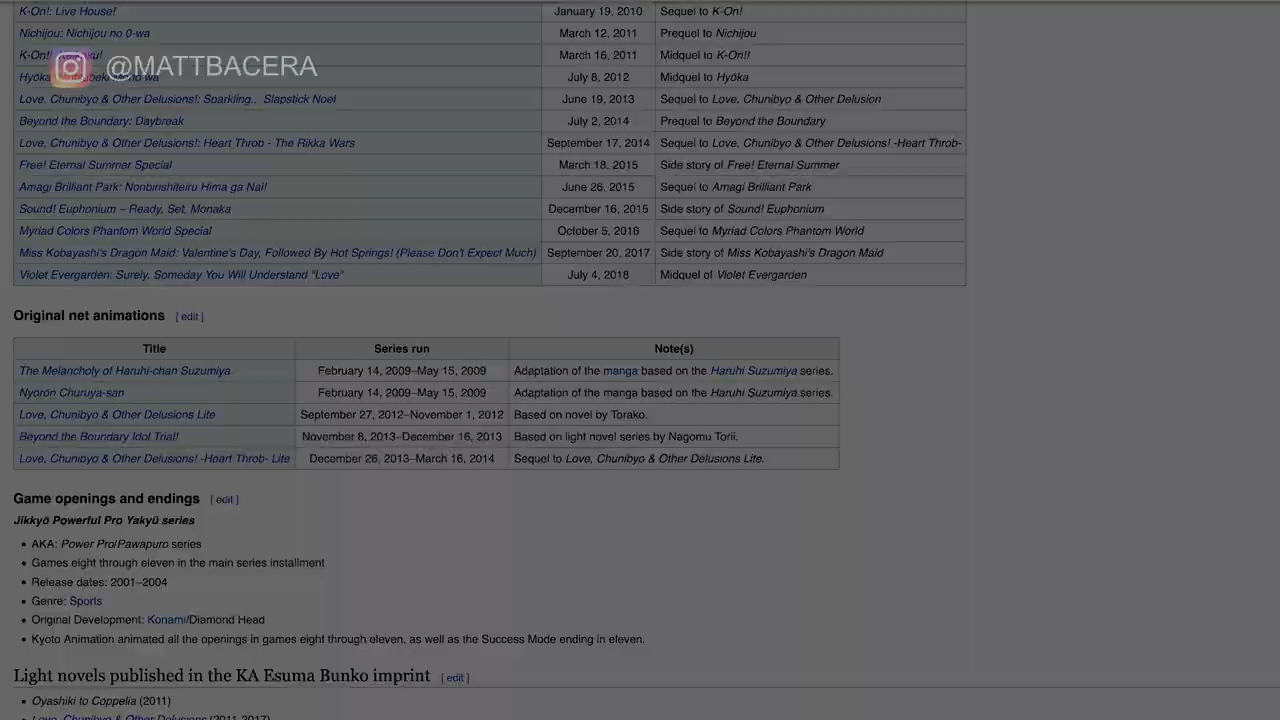 K-On!: Live House! January 19, 2010 Sequel to K-On!
Nichijou: Nichijou no 0-wa March 12, 2011 Prequel to Nichijou
K-On!! March 16, 2011 Midquel to K-On!!
@MATTBACERA
Hyōka July 8, 2012 Midquel to Hyōka
Love, Chunibyo & Other Delusions!: Sparkling... Slapstick Noel June 19, 2013 Sequel to Love, Chunibyo & Other Delusion
Beyond the Boundary: Daybreak July 2, 2014 Prequel to Beyond the Boundary
Love, Chunibyo & Other Delusions!: Heart Throb - The Rikka Wars September 17, 2014 Sequel to Love, Chunibyo & Other Delusions! -Heart Throb-
Free! Eternal Summer Special March 18, 2015 Side story of Free! Eternal Summer
Amagi Brilliant Park: Nonbirishiteiru Hima ga Nai! June 26, 2015 Sequel to Amagi Brilliant Park
Sound! Euphonium – Ready, Set, Monaka December 16, 2015 Side story of Sound! Euphonium
Myriad Colors Phantom World Special October 5, 2016 Sequel to Myriad Colors Phantom World
Miss Kobayashi's Dragon Maid: Valentine's Day, Followed By Hot Springs! (Please Don't Expect Much) September 20, 2017 Side story of Miss Kobayashi's Dragon Maid
Violet Evergarden: Surely, Someday You Will Understand "Love" July 4, 2018 Midquel of Violet Evergarden
Original net animations [ edit ]
Title Series run Note(s)
The Melancholy of Haruhi-chan Suzumiya February 14, 2009–May 15, 2009 Adaptation of the manga based on the Haruhi Suzumiya series.
Nyorōn Churuya-san February 14, 2009–May 15, 2009 Adaptation of the manga based on the Haruhi Suzumiya series.
Love, Chunibyo & Other Delusions Lite September 27, 2012–November 1, 2012 Based on novel by Torako.
Beyond the Boundary Idol Trial! November 8, 2013–December 16, 2013 Based on light novel series by Nagomu Torii.
Love, Chunibyo & Other Delusions! -Heart Throb- Lite December 26, 2013–March 16, 2014 Sequel to Love, Chunibyo & Other Delusions Lite.
Game openings and endings [ edit ]
Jikkyō Powerful Pro Yakyū series
• AKA: Power Pro/Pawapuro series
• Games eight through eleven in the main series installment
• Release dates: 2001–2004
• Genre: Sports
• Original Development: Konami/Diamond Head
• Kyoto Animation animated all the openings in games eight through eleven, as well as the Success Mode ending in eleven.
Light novels published in the KA Esuma Bunko imprint [ edit ]
• Oyashiki to Coppelia (2011)
Love, Chunibyo & Other Delusions (2011-2017)